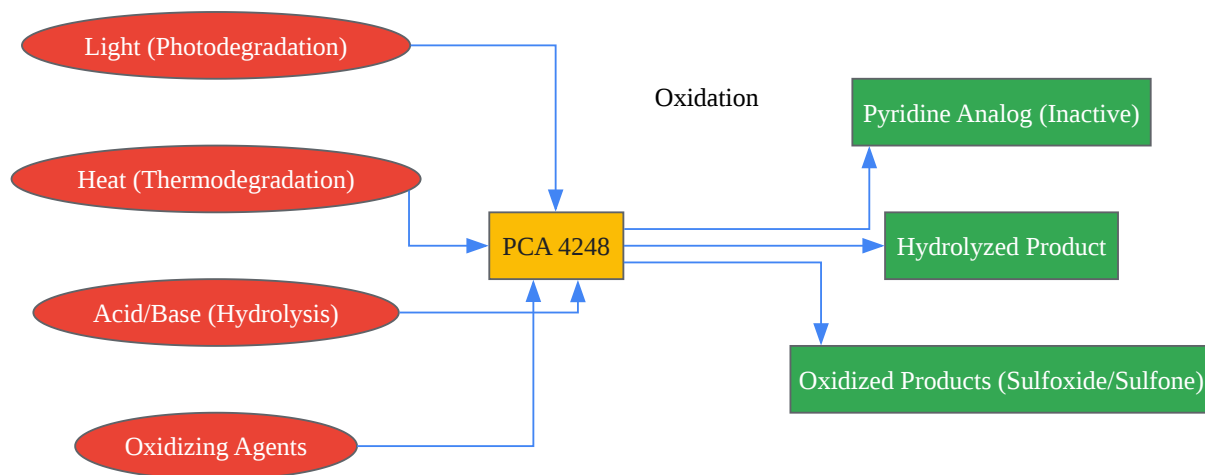 Light (Photodegradation)
Heat (Thermodegradation)
Acid/Base (Hydrolysis)
Oxidizing Agents
PCA 4248
Oxidation
Pyridine Analog (Inactive)
Hydrolyzed Product
Oxidized Products (Sulfoxide/Sulfone)